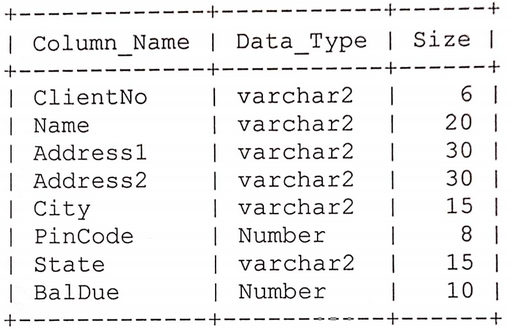 +-------------+-----------+------+
| Column_Name | Data_Type | Size |
+-------------+-----------+------+
| ClientNo | varchar2 | 6 |
| Name | varchar2 | 20 |
| Address1 | varchar2 | 30 |
| Address2 | varchar2 | 30 |
| City | varchar2 | 15 |
| PinCode | Number | 8 |
| State | varchar2 | 15 |
| BalDue | Number | 10 |
+-------------+-----------+------+